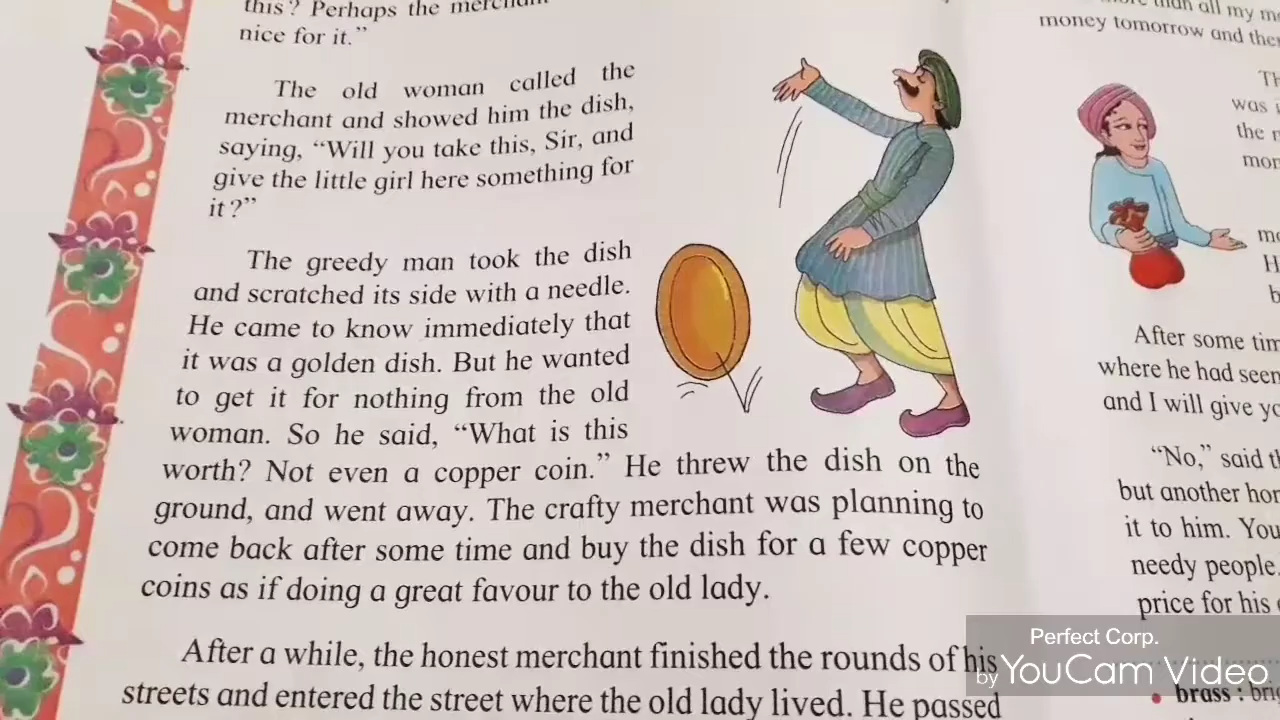 this? Perhaps the merchant
nice for it.”
The old woman called the
merchant and showed him the dish,
saying, “Will you take this, Sir, and
give the little girl here something for
it?”
The greedy man took the dish
and scratched its side with a needle.
He came to know immediately that
it was a golden dish. But he wanted
to get it for nothing from the old
woman. So he said, “What is this
worth? Not even a copper coin.” He threw the dish on the
ground, and went away. The crafty merchant was planning to
come back after some time and buy the dish for a few copper
coins as if doing a great favour to the old lady.
After a while, the honest merchant finished the rounds of his
streets and entered the street where the old lady lived. He passed
than all my
money tomorrow and
was
the
After some
where he had seen
and I will give
“No,” said
but another
it to him. You
needy people.
price for his
brass :
Perfect Corp.
by YouCam Video